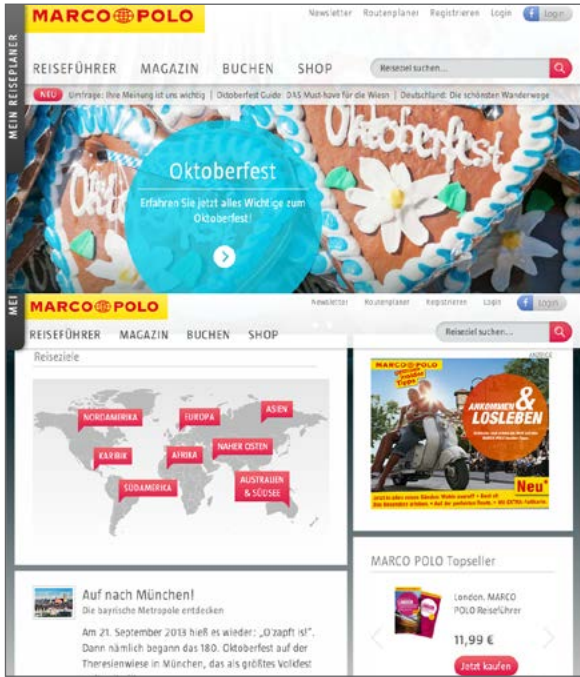 MARCO POLO
Newsletter Routenplaner Registrieren Login Login
MEIN REISEPLANER
REISEFÜHRER MAGAZIN BUCHEN SHOP
Reiseziel suchen...
NEU Umfrage: Ihre Meinung ist uns wichtig | Oktoberfest Guide: DAS Must-have für die Wiesn | Deutschland: Die schönsten Wanderwege
Oktoberfest
Oktoberfest
Oktoberfest
Erfahren Sie jetzt alles Wichtige zum
Oktoberfest!
MEI
MARCO POLO
Newsletter Routenplaner Registrieren Login Login
REISEFÜHRER MAGAZIN BUCHEN SHOP
Reiseziel suchen...
Reiseziele
NORDAMERIKA
EUROPA
ASIEN
KARIBIK
AFRIKA
NAHER OSTEN
SÜDAMERIKA
AUSTRALIEN
& SÜDSEE
ANZEIGE
MARCO POLO
Tipps
ANKOMMEN &
LOSLEBEN
Neu*
Auf nach München!
Die bayrische Metropole entdecken
Am 21. September 2013 hieß es wieder: „O'zapft is!“.
Dann nämlich begann das 180. Oktoberfest auf der
Theresienwiese in München, das als größtes Volkfest
MARCO POLO Topseller
London, MARCO
POLO Reiseführer
11,99 €
Jetzt kaufen